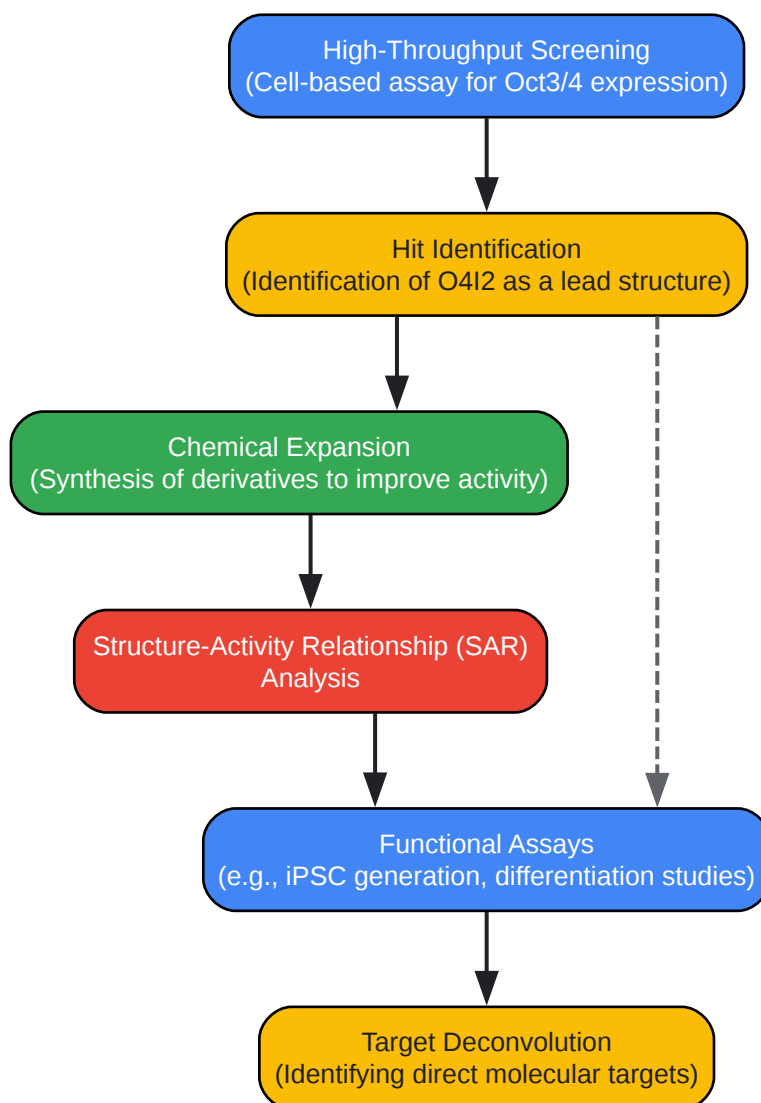 High-Throughput Screening
(Cell-based assay for Oct3/4 expression)
Hit Identification
(Identification of O4I2 as a lead structure)
Chemical Expansion
(Synthesis of derivatives to improve activity)
Structure-Activity Relationship (SAR)
Analysis
Functional Assays
(e.g., iPSC generation, differentiation studies)
Target Deconvolution
(Identifying direct molecular targets)